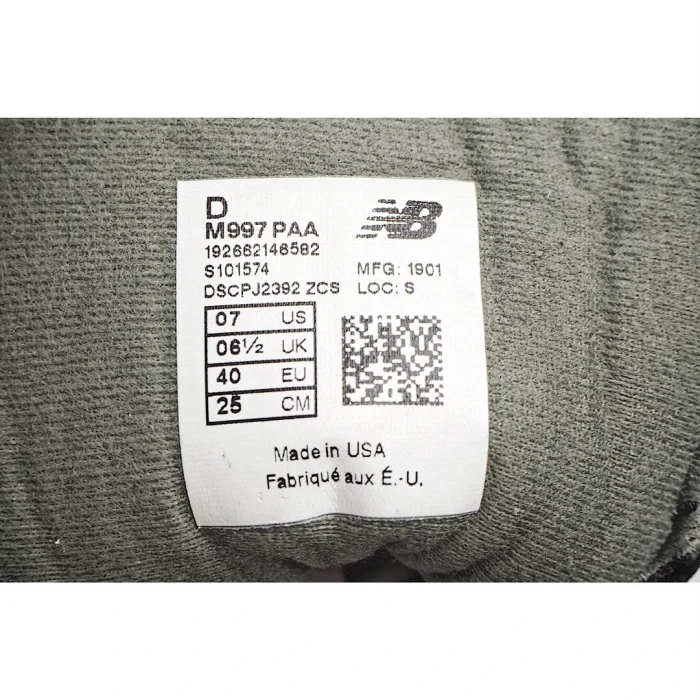 D
NB
M997 PAA
192662146582
S101574 MFG: 1901
DSCPJ2392 ZCS LOC: S
07 US
06½ UK
40 EU
25 CM
Made in USA
Fabriqué aux É.-U.